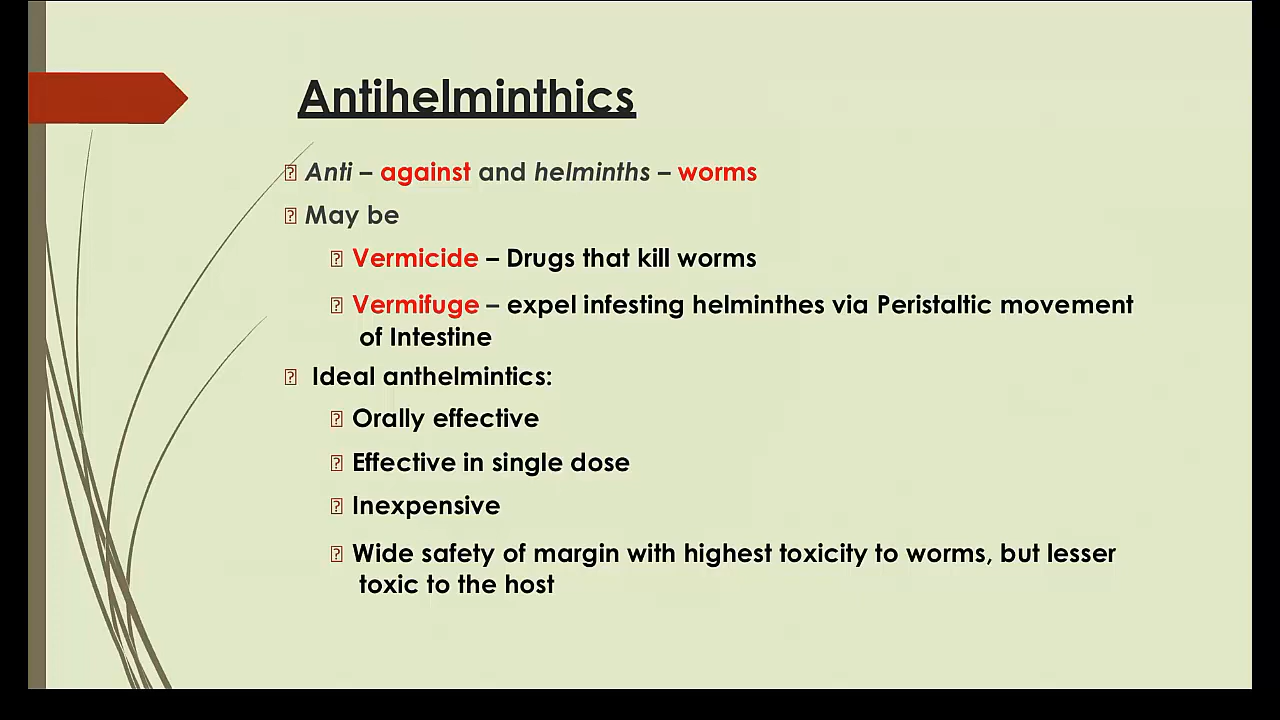 Antihelminthics
Anti – against and helminths – worms
May be
Vermicide – Drugs that kill worms
Vermifuge – expel infesting helminthes via Peristaltic movement
of Intestine
Ideal anthelmintics:
Orally effective
Effective in single dose
Inexpensive
Wide safety of margin with highest toxicity to worms, but lesser
toxic to the host